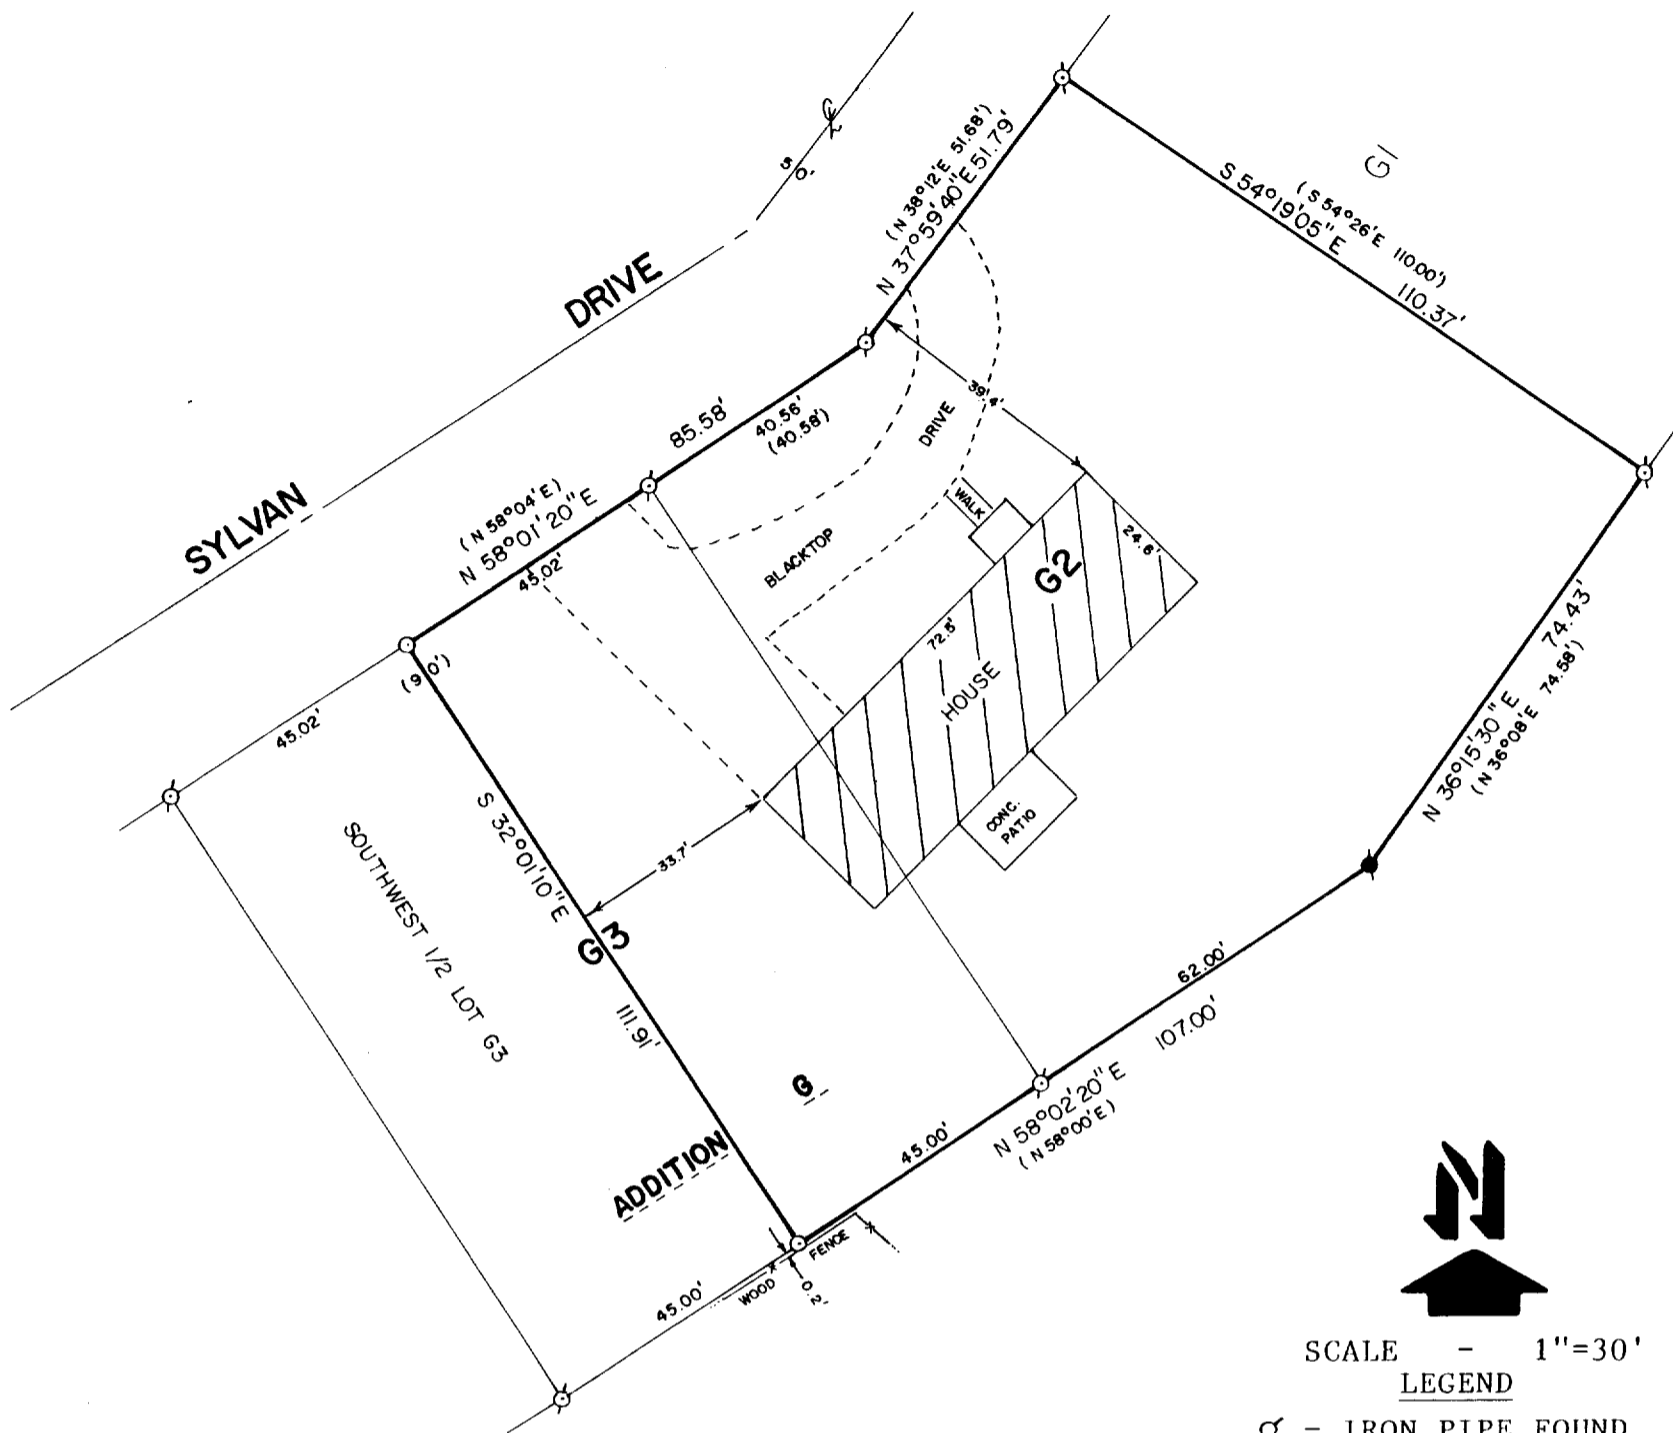 SYLVAN DRIVE
50'
(N 38°12'E 51.68')
N 37°59'40"E 51.79'
G1
(S 54°26'E 110.00')
S 54°19'05"E 110.37'
85.58'
40.56'
(40.58')
(N 58°04'E)
N 58°01'20"E
45.02'
39.4'
DRIVE
BLACKTOP
WALK
G2
24.6'
72.5'
HOUSE
CONC.
PATIO
N 36°15'30"E 74.43'
(N 36°08'E 74.58')
45.02'
S 32°01'10"E 111.91'
33.7'
G3
SOUTHWEST 1/2 LOT G3
62.00'
107.00'
N 58°02'20"E
(N 58°00'E)
45.00'
G
ADDITION
WOOD FENCE
0.2'
45.00'
N
SCALE - 1"=30'
LEGEND
- IRON PIPE FOUND